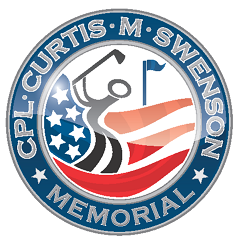 CPL · CURTIS · M · SWENSON
MEMORIAL